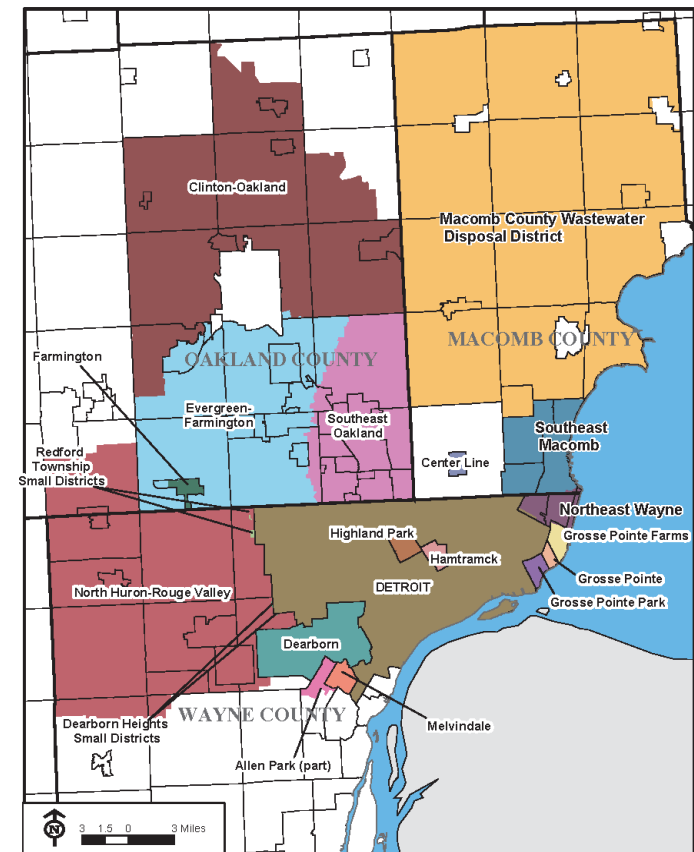 Clinton-Oakland
Macomb County Wastewater
Disposal District
Farmington
OAKLAND COUNTY
MACOMB COUNTY
Evergreen-
Farmington
Southeast
Oakland
Southeast
Macomb
Redford
Township
Small Districts
Center Line
Northeast Wayne
Highland Park
Grosse Pointe Farms
Hamtramck
Grosse Pointe
DETROIT
North Huron-Rouge Valley
Grosse Pointe Park
Dearborn
WAYNE COUNTY
Dearborn Heights
Small Districts
Melvindale
Allen Park (part)
N
3 1.5 0 3 Miles